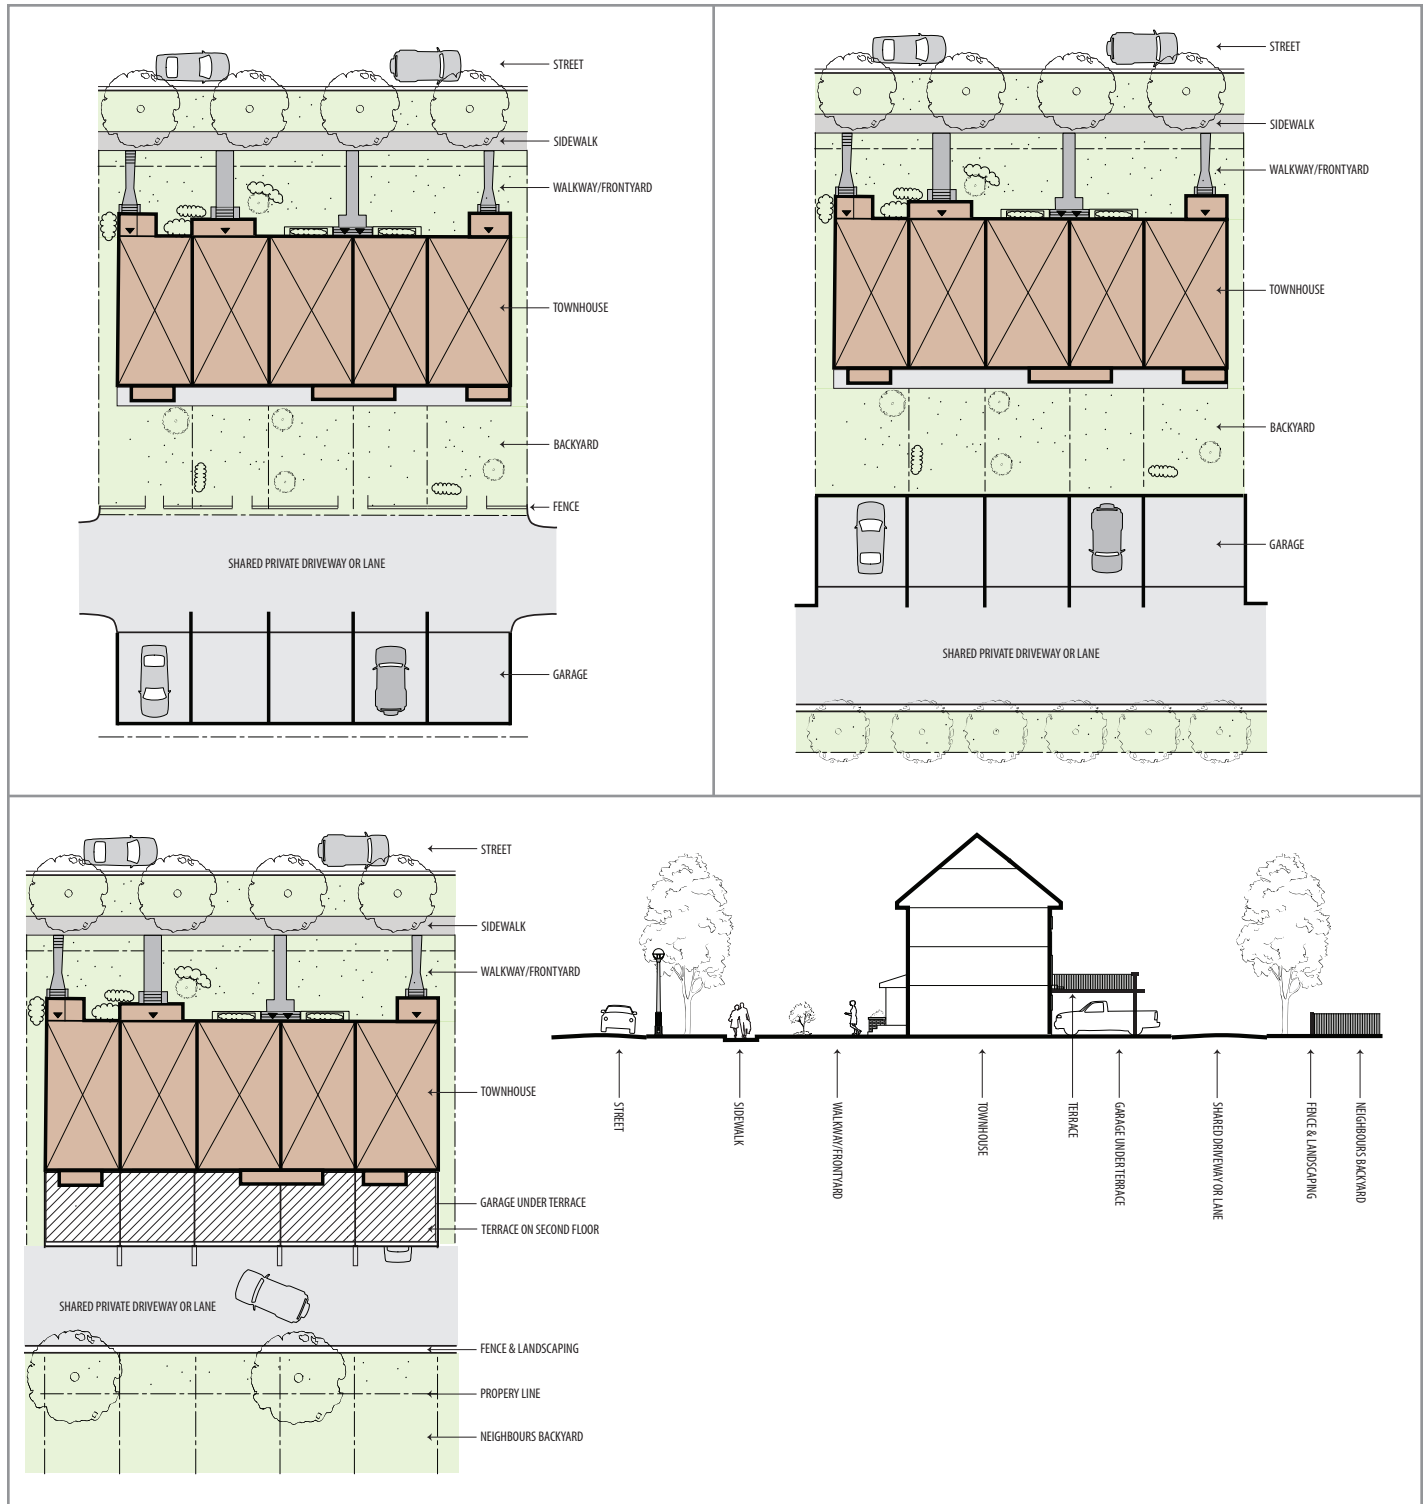 STREET
SIDEWALK
WALKWAY/FRONTYARD
TOWNHOUSE
BACKYARD
FENCE
SHARED PRIVATE DRIVEWAY OR LANE
GARAGE
STREET
SIDEWALK
WALKWAY/FRONTYARD
TOWNHOUSE
BACKYARD
GARAGE
SHARED PRIVATE DRIVEWAY OR LANE
STREET
SIDEWALK
WALKWAY/FRONTYARD
TOWNHOUSE
GARAGE UNDER TERRACE
TERRACE ON SECOND FLOOR
SHARED PRIVATE DRIVEWAY OR LANE
FENCE & LANDSCAPING
PROPERY LINE
NEIGHBOURS BACKYARD
STREET
SIDEWALK
WALKWAY/FRONTYARD
TOWNHOUSE
TERRACE
GARAGE UNDER TERRACE
SHARED DRIVEWAY OR LANE
FENCE & LANDSCAPING
NEIGHBOURS BACKYARD